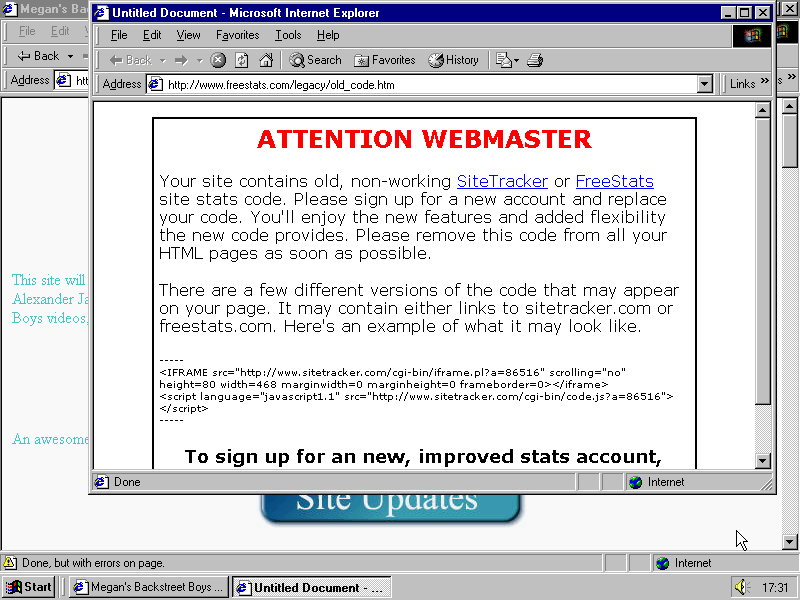 Megan's Ba
Untitled Document - Microsoft Internet Explorer
File Edit
File Edit View Favorites Tools Help
Back
Back Search Favorites History
Address
Address http://www.freestats.com/legacy/old_code.htm Links »
»
ATTENTION WEBMASTER
Your site contains old, non-working SiteTracker or FreeStats
site stats code. Please sign up for a new account and replace
your code. You'll enjoy the new features and added flexibility
the new code provides. Please remove this code from all your
HTML pages as soon as possible.
There are a few different versions of the code that may appear
on your page. It may contain either links to sitetracker.com or
freestats.com. Here's an example of what it may look like.
-----
<IFRAME src="http://www.sitetracker.com/cgi-bin/iframe.pl?a=86516" scrolling="no"
height=80 width=468 marginwidth=0 marginheight=0 frameborder=0></iframe>
<script language="javascript1.1" src="http://www.sitetracker.com/cgi-bin/code.js?a=86516">
</script>
-----
To sign up for an new, improved stats account,
Done Internet
This site will
Alexander Ja
Boys videos,
An awesome
Site Updates
Done, but with errors on page. Internet
Start Megan's Backstreet Boys ... Untitled Document - ... 17:31